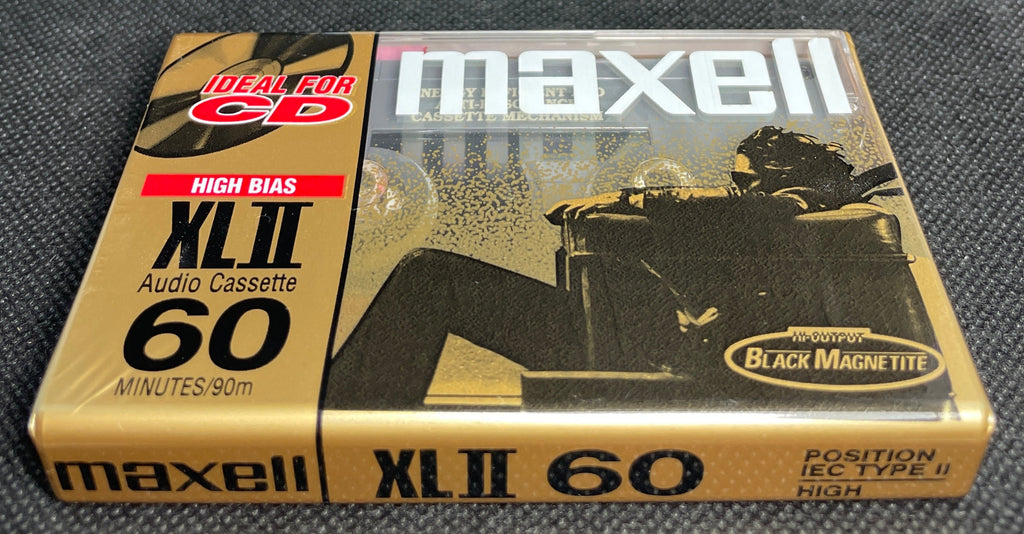 IDEAL FOR
CD
HIGH BIAS
XLII
Audio Cassette
60
MINUTES/90m
maxell
CASSETTE MECHANISM
HI-OUTPUT
BLACK MAGNETITE
maxell
XLII 60
POSITION
IEC TYPE II
HIGH